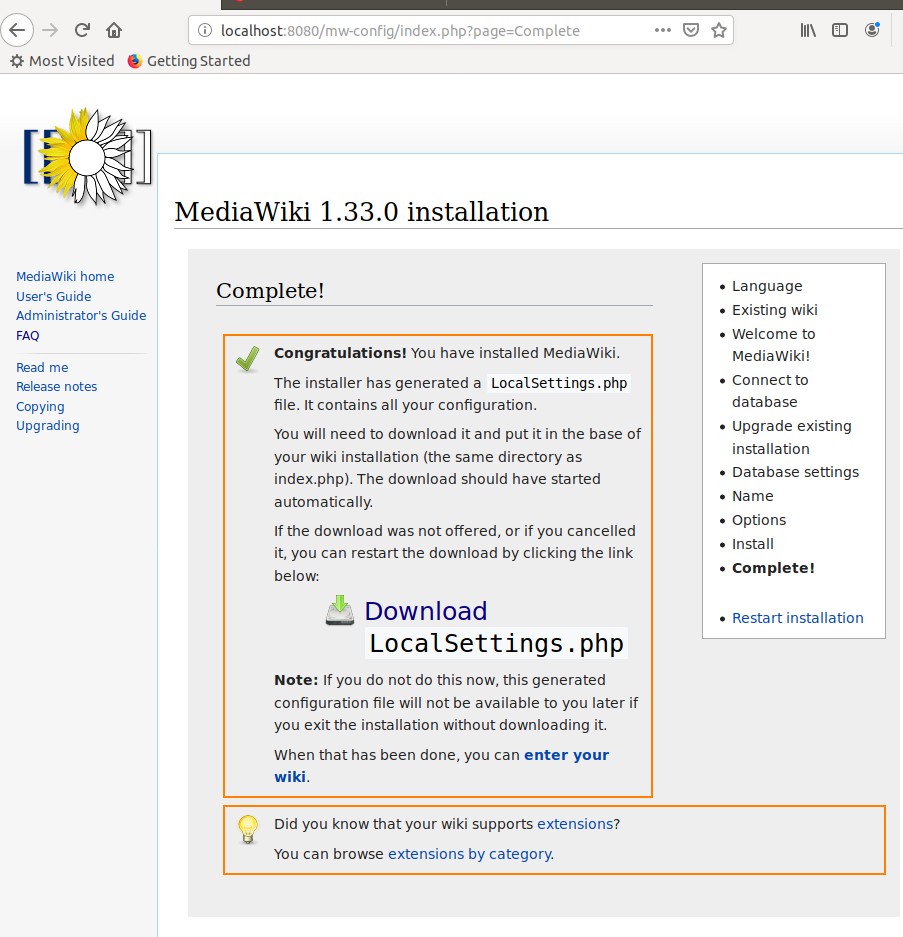 localhost:8080/mw-config/index.php?page=Complete
Most Visited
Getting Started
MediaWiki home
User's Guide
Administrator's Guide
FAQ
Read me
Release notes
Copying
Upgrading
MediaWiki 1.33.0 installation
Complete!
Congratulations! You have installed MediaWiki.
The installer has generated a LocalSettings.php
file. It contains all your configuration.
You will need to download it and put it in the base of
your wiki installation (the same directory as
index.php). The download should have started
automatically.
If the download was not offered, or if you cancelled
it, you can restart the download by clicking the link
below:
Download
LocalSettings.php
Note: If you do not do this now, this generated
configuration file will not be available to you later if
you exit the installation without downloading it.
When that has been done, you can enter your
wiki.
Did you know that your wiki supports extensions?
You can browse extensions by category.
Language
Existing wiki
Welcome to
MediaWiki!
Connect to
database
Upgrade existing
installation
Database settings
Name
Options
Install
Complete!
Restart installation